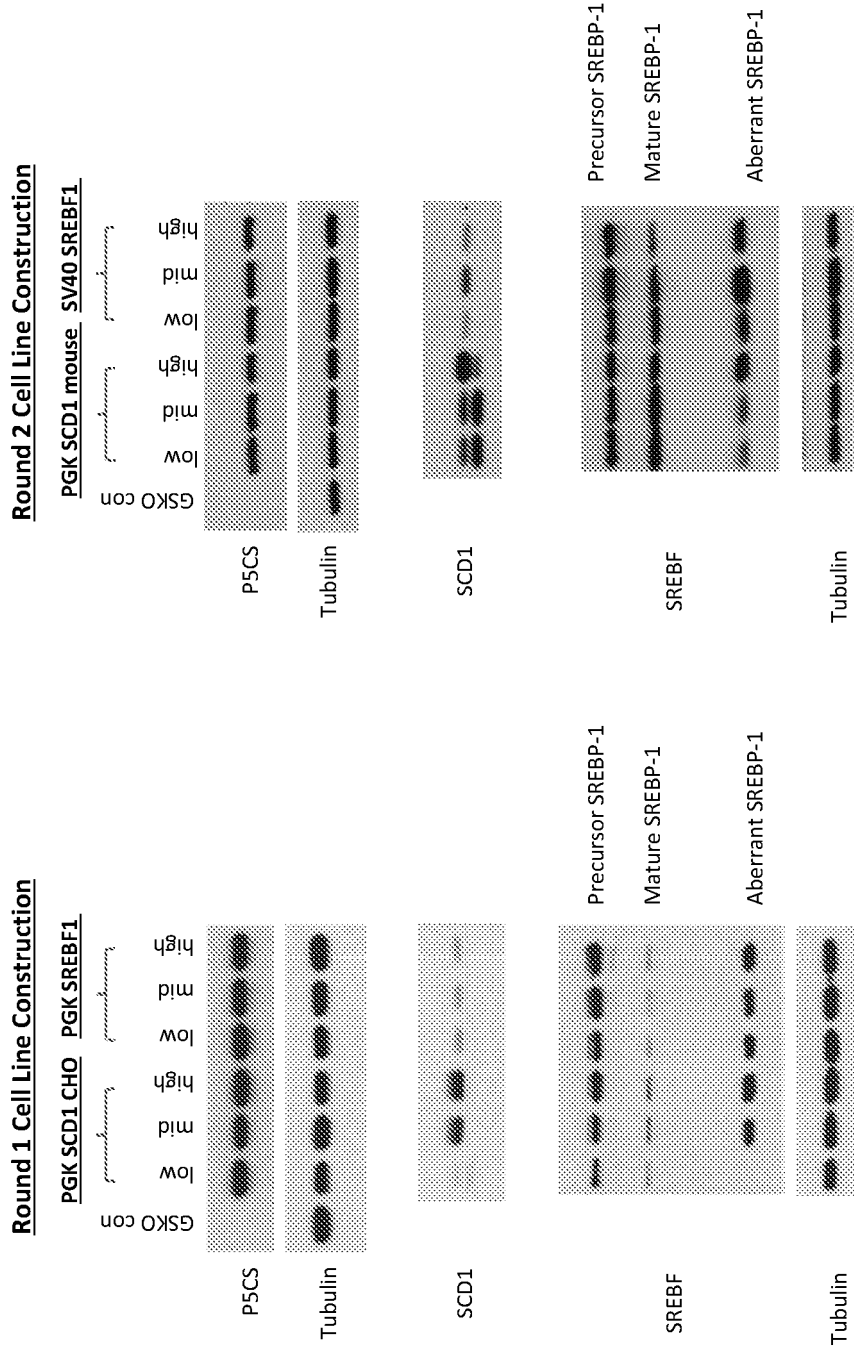 Round 1 Cell Line Construction
PGK SCD1 CHO PGK SREBF1
GSKO con low mid high low mid high
P5CS
Tubulin
SCD1
SREBF
Precursor SREBP-1
Mature SREBP-1
Aberrant SREBP-1
Tubulin
Round 2 Cell Line Construction
PGK SCD1 mouse SV40 SREBF1
GSKO con low mid high low mid high
P5CS
Tubulin
SCD1
SREBF
Precursor SREBP-1
Mature SREBP-1
Aberrant SREBP-1
Tubulin